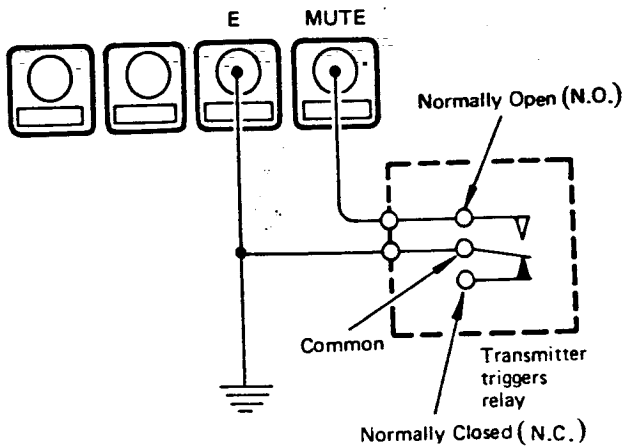 E
MUTE
Normally Open (N.O.)
Common
Transmitter
triggers
relay
Normally Closed (N.C.)